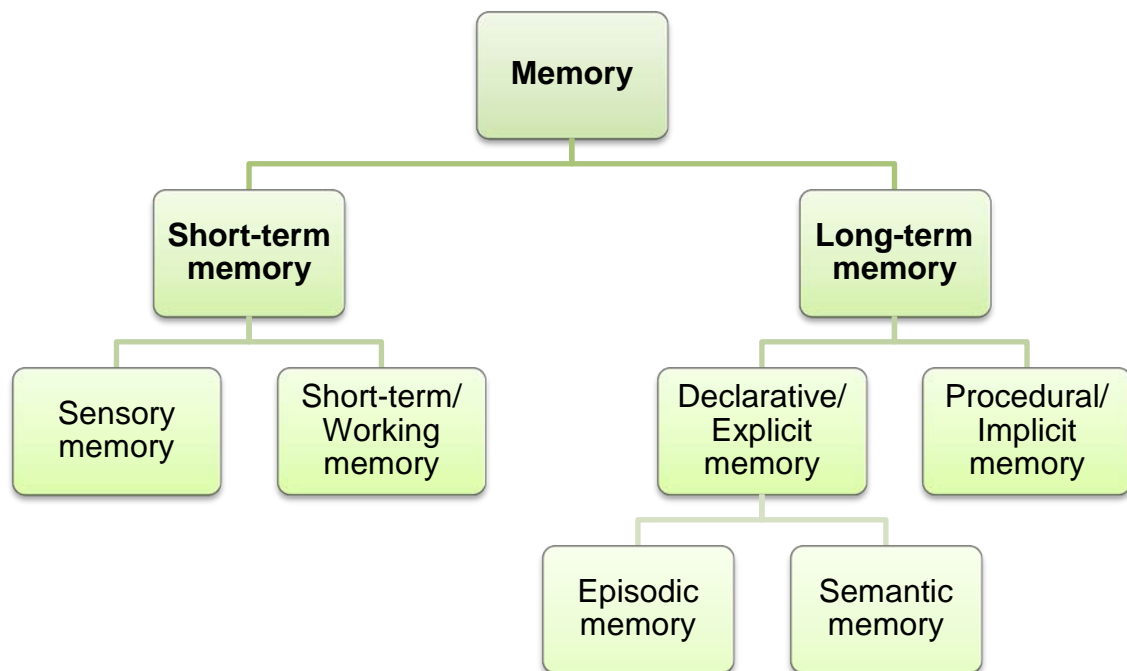 Memory
Short-term
memory
Long-term
memory
Sensory
memory
Short-term/
Working
memory
Declarative/
Explicit
memory
Procedural/
Implicit
memory
Episodic
memory
Semantic
memory